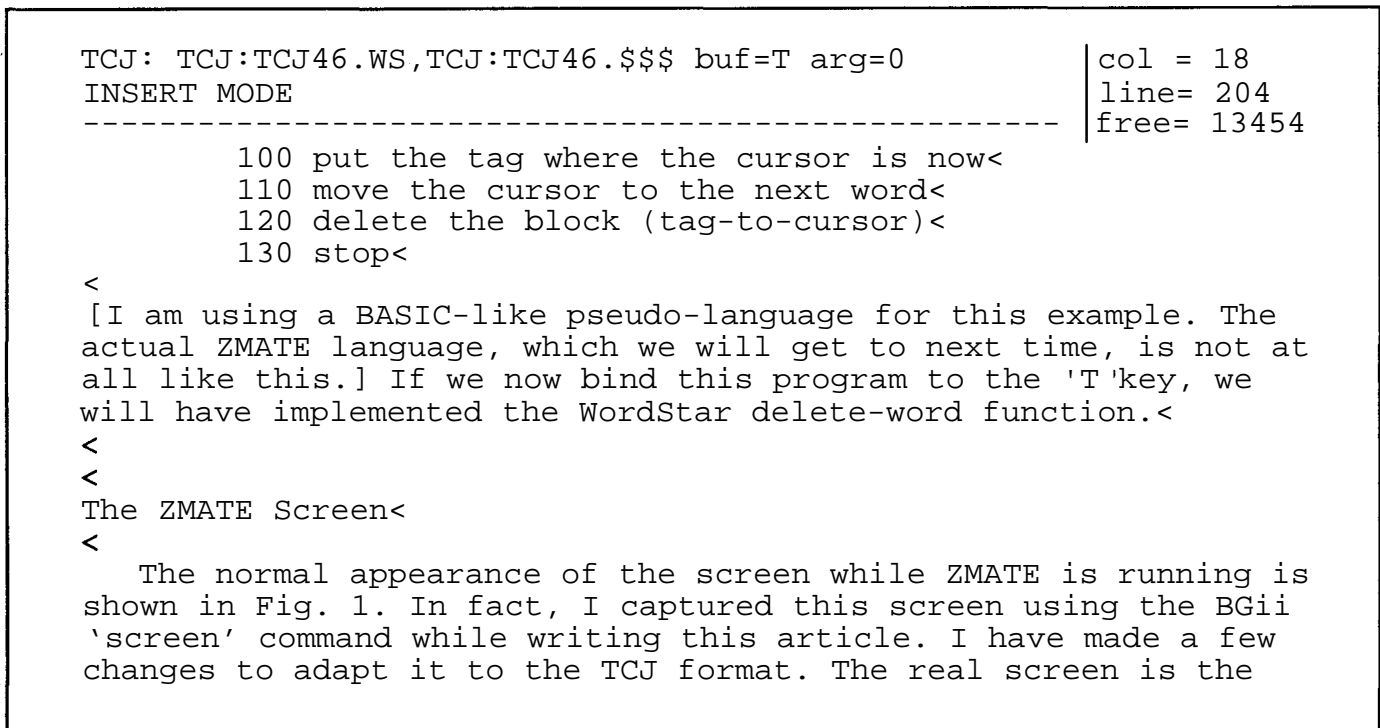 TCJ: TCJ:TCJ46.WS,TCJ:TCJ46.$$$ buf=T arg=0 |col = 18
INSERT MODE |line= 204
--------------------------------------------------- |free= 13454
100 put the tag where the cursor is now<
110 move the cursor to the next word<
120 delete the block (tag-to-cursor)<
130 stop<
<
[I am using a BASIC-like pseudo-language for this example. The
actual ZMATE language, which we will get to next time, is not at
all like this.] If we now bind this program to the 'T 'key, we
will have implemented the WordStar delete-word function.<
<
<
The ZMATE Screen<
<
The normal appearance of the screen while ZMATE is running is
shown in Fig. 1. In fact, I captured this screen using the BGii
‘screen’ command while writing this article. I have made a few
changes to adapt it to the TCJ format. The real screen is the